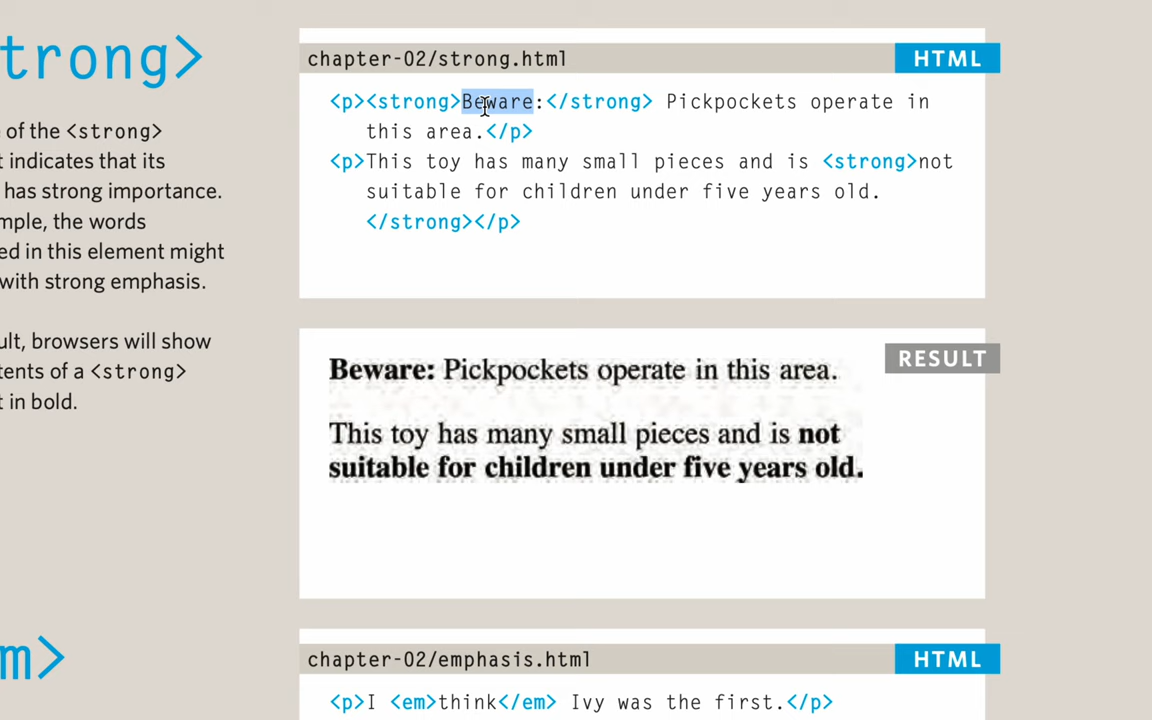 trong>
of the <strong>
t indicates that its
has strong importance.
mple, the words
ed in this element might
with strong emphasis.
ult, browsers will show
tents of a <strong>
t in bold.
chapter-02/strong.html
HTML
<p><strong>Beware:</strong> Pickpockets operate in
this area.</p>
<p>This toy has many small pieces and is <strong>not
suitable for children under five years old.
</strong></p>
RESULT
Beware: Pickpockets operate in this area.
This toy has many small pieces and is not
suitable for children under five years old.
m>
chapter-02/emphasis.html
HTML
<p>I <em>think</em> Ivy was the first.</p>